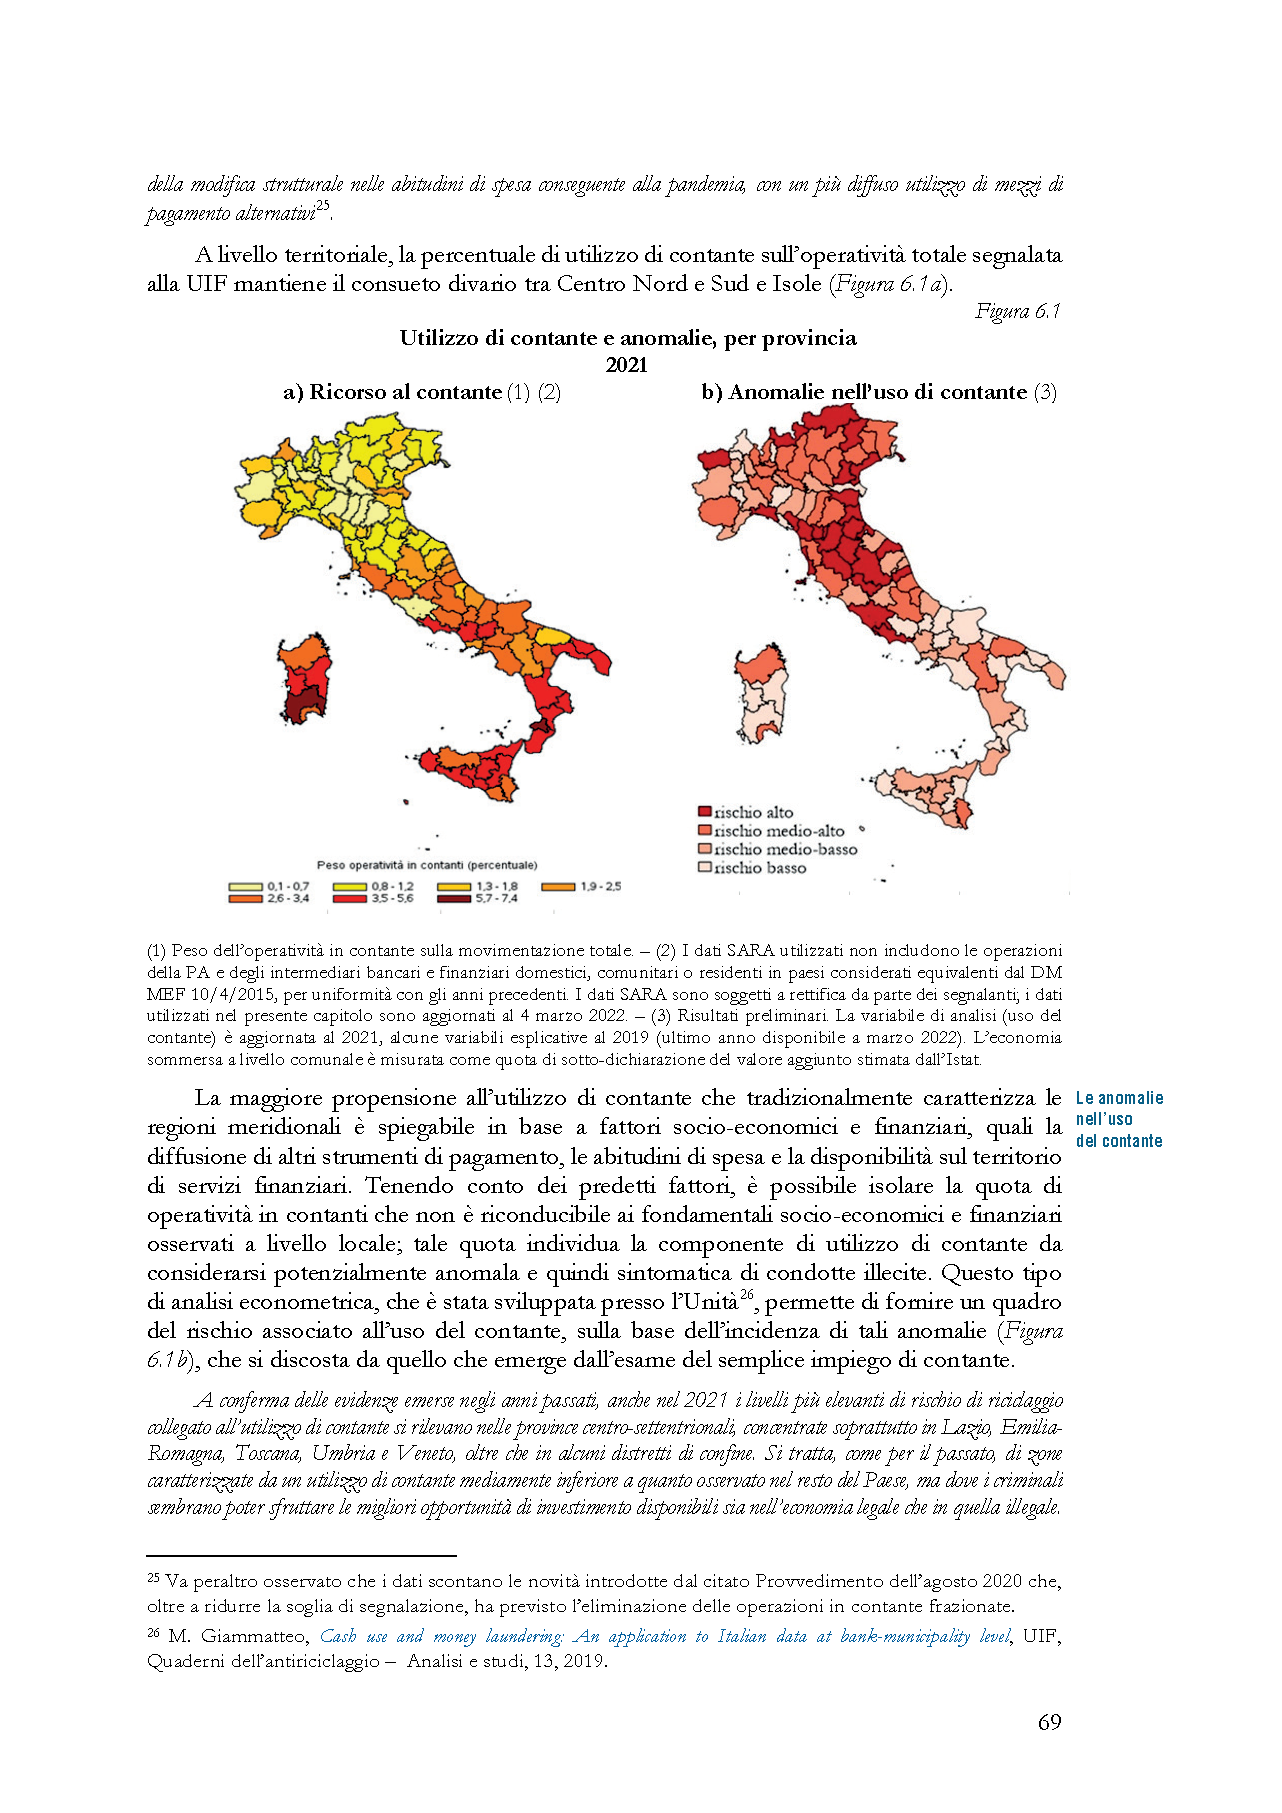 della modifica strutturale nelle abitudini di spesa conseguente alla pandemia, con un più diffuso utilizzo di mezzi di
pagamento alternativi25.
A livello territoriale, la percentuale di utilizzo di contante sull’operatività totale segnalata
alla UIF mantiene il consueto divario tra Centro Nord e Sud e Isole (Figura 6.1a).
Figura 6.1
Utilizzo di contante e anomalie, per provincia
2021
a) Ricorso al contante (1) (2)
b) Anomalie nell’uso di contante (3)
Peso operatività in contanti (percentuale)
0,1 - 0,7
0,8 - 1,2
1,3 - 1,8
1,9 - 2,5
2,6 - 3,4
3,5 - 5,6
5,7 - 7,4
rischio alto
rischio medio-alto
rischio medio-basso
rischio basso
(1) Peso dell’operatività in contante sulla movimentazione totale. – (2) I dati SARA utilizzati non includono le operazioni
della PA e degli intermediari bancari e finanziari domestici, comunitari o residenti in paesi considerati equivalenti dal DM
MEF 10/4/2015, per uniformità con gli anni precedenti. I dati SARA sono soggetti a rettifica da parte dei segnalanti; i dati
utilizzati nel presente capitolo sono aggiornati al 4 marzo 2022. – (3) Risultati preliminari. La variabile di analisi (uso del
contante) è aggiornata al 2021, alcune variabili esplicative al 2019 (ultimo anno disponibile a marzo 2022). L’economia
sommersa a livello comunale è misurata come quota di sotto-dichiarazione del valore aggiunto stimata dall’Istat.
La maggiore propensione all’utilizzo di contante che tradizionalmente caratterizza le
regioni meridionali è spiegabile in base a fattori socio-economici e finanziari, quali la
diffusione di altri strumenti di pagamento, le abitudini di spesa e la disponibilità sul territorio
di servizi finanziari. Tenendo conto dei predetti fattori, è possibile isolare la quota di
operatività in contanti che non è riconducibile ai fondamentali socio-economici e finanziari
osservati a livello locale; tale quota individua la componente di utilizzo di contante da
considerarsi potenzialmente anomala e quindi sintomatica di condotte illecite. Questo tipo
di analisi econometrica, che è stata sviluppata presso l’Unità26, permette di fornire un quadro
del rischio associato all’uso del contante, sulla base dell’incidenza di tali anomalie (Figura
6.1b), che si discosta da quello che emerge dall’esame del semplice impiego di contante.
Le anomalie
nell’uso
del contante
A conferma delle evidenze emerse negli anni passati, anche nel 2021 i livelli più elevanti di rischio di riciclaggio
collegato all’utilizzo di contante si rilevano nelle province centro-settentrionali, concentrate soprattutto in Lazio, Emilia-
Romagna, Toscana, Umbria e Veneto, oltre che in alcuni distretti di confine. Si tratta, come per il passato, di zone
caratterizzate da un utilizzo di contante mediamente inferiore a quanto osservato nel resto del Paese, ma dove i criminali
sembrano poter sfruttare le migliori opportunità di investimento disponibili sia nell’economia legale che in quella illegale.
25 Va peraltro osservato che i dati scontano le novità introdotte dal citato Provvedimento dell’agosto 2020 che,
oltre a ridurre la soglia di segnalazione, ha previsto l’eliminazione delle operazioni in contante frazionate.
26 M. Giammatteo, Cash use and money laundering: An application to Italian data at bank-municipality level, UIF,
Quaderni dell’antiriciclaggio – Analisi e studi, 13, 2019.
69